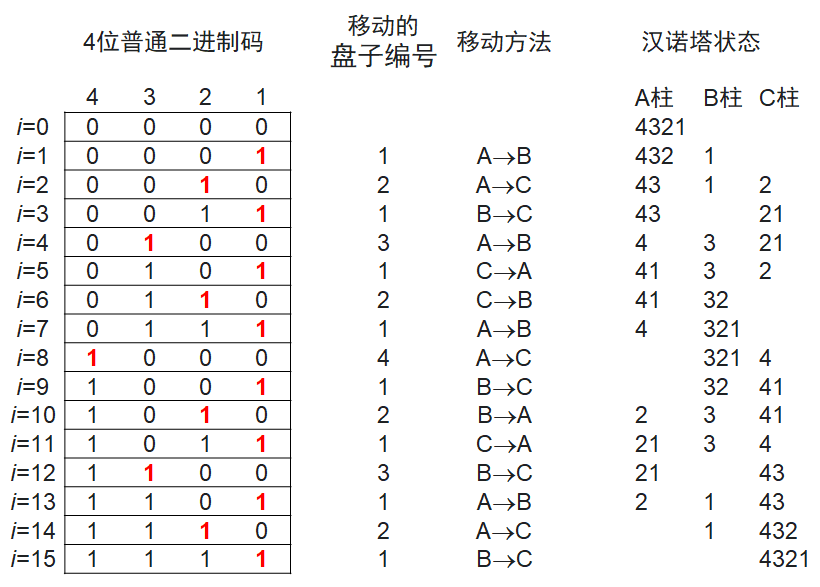 4位普通二进制码 移动的盘子编号 移动方法 汉诺塔状态
4 3 2 1 A柱 B柱 C柱
i=0 0 0 0 0 4321
i=1 0 0 0 1 1 A→B 432 1
i=2 0 0 1 0 2 A→C 43 1 2
i=3 0 0 1 1 1 B→C 43 21
i=4 0 1 0 0 3 A→B 4 3 21
i=5 0 1 0 1 1 C→A 41 3 2
i=6 0 1 1 0 2 C→B 41 32
i=7 0 1 1 1 1 A→B 4 321
i=8 1 0 0 0 4 A→C 321 4
i=9 1 0 0 1 1 B→C 32 41
i=10 1 0 1 0 2 B→A 2 3 41
i=11 1 0 1 1 1 C→A 21 3 4
i=12 1 1 0 0 3 B→C 21 43
i=13 1 1 0 1 1 A→B 2 1 43
i=14 1 1 1 0 2 A→C 1 432
i=15 1 1 1 1 1 B→C 4321